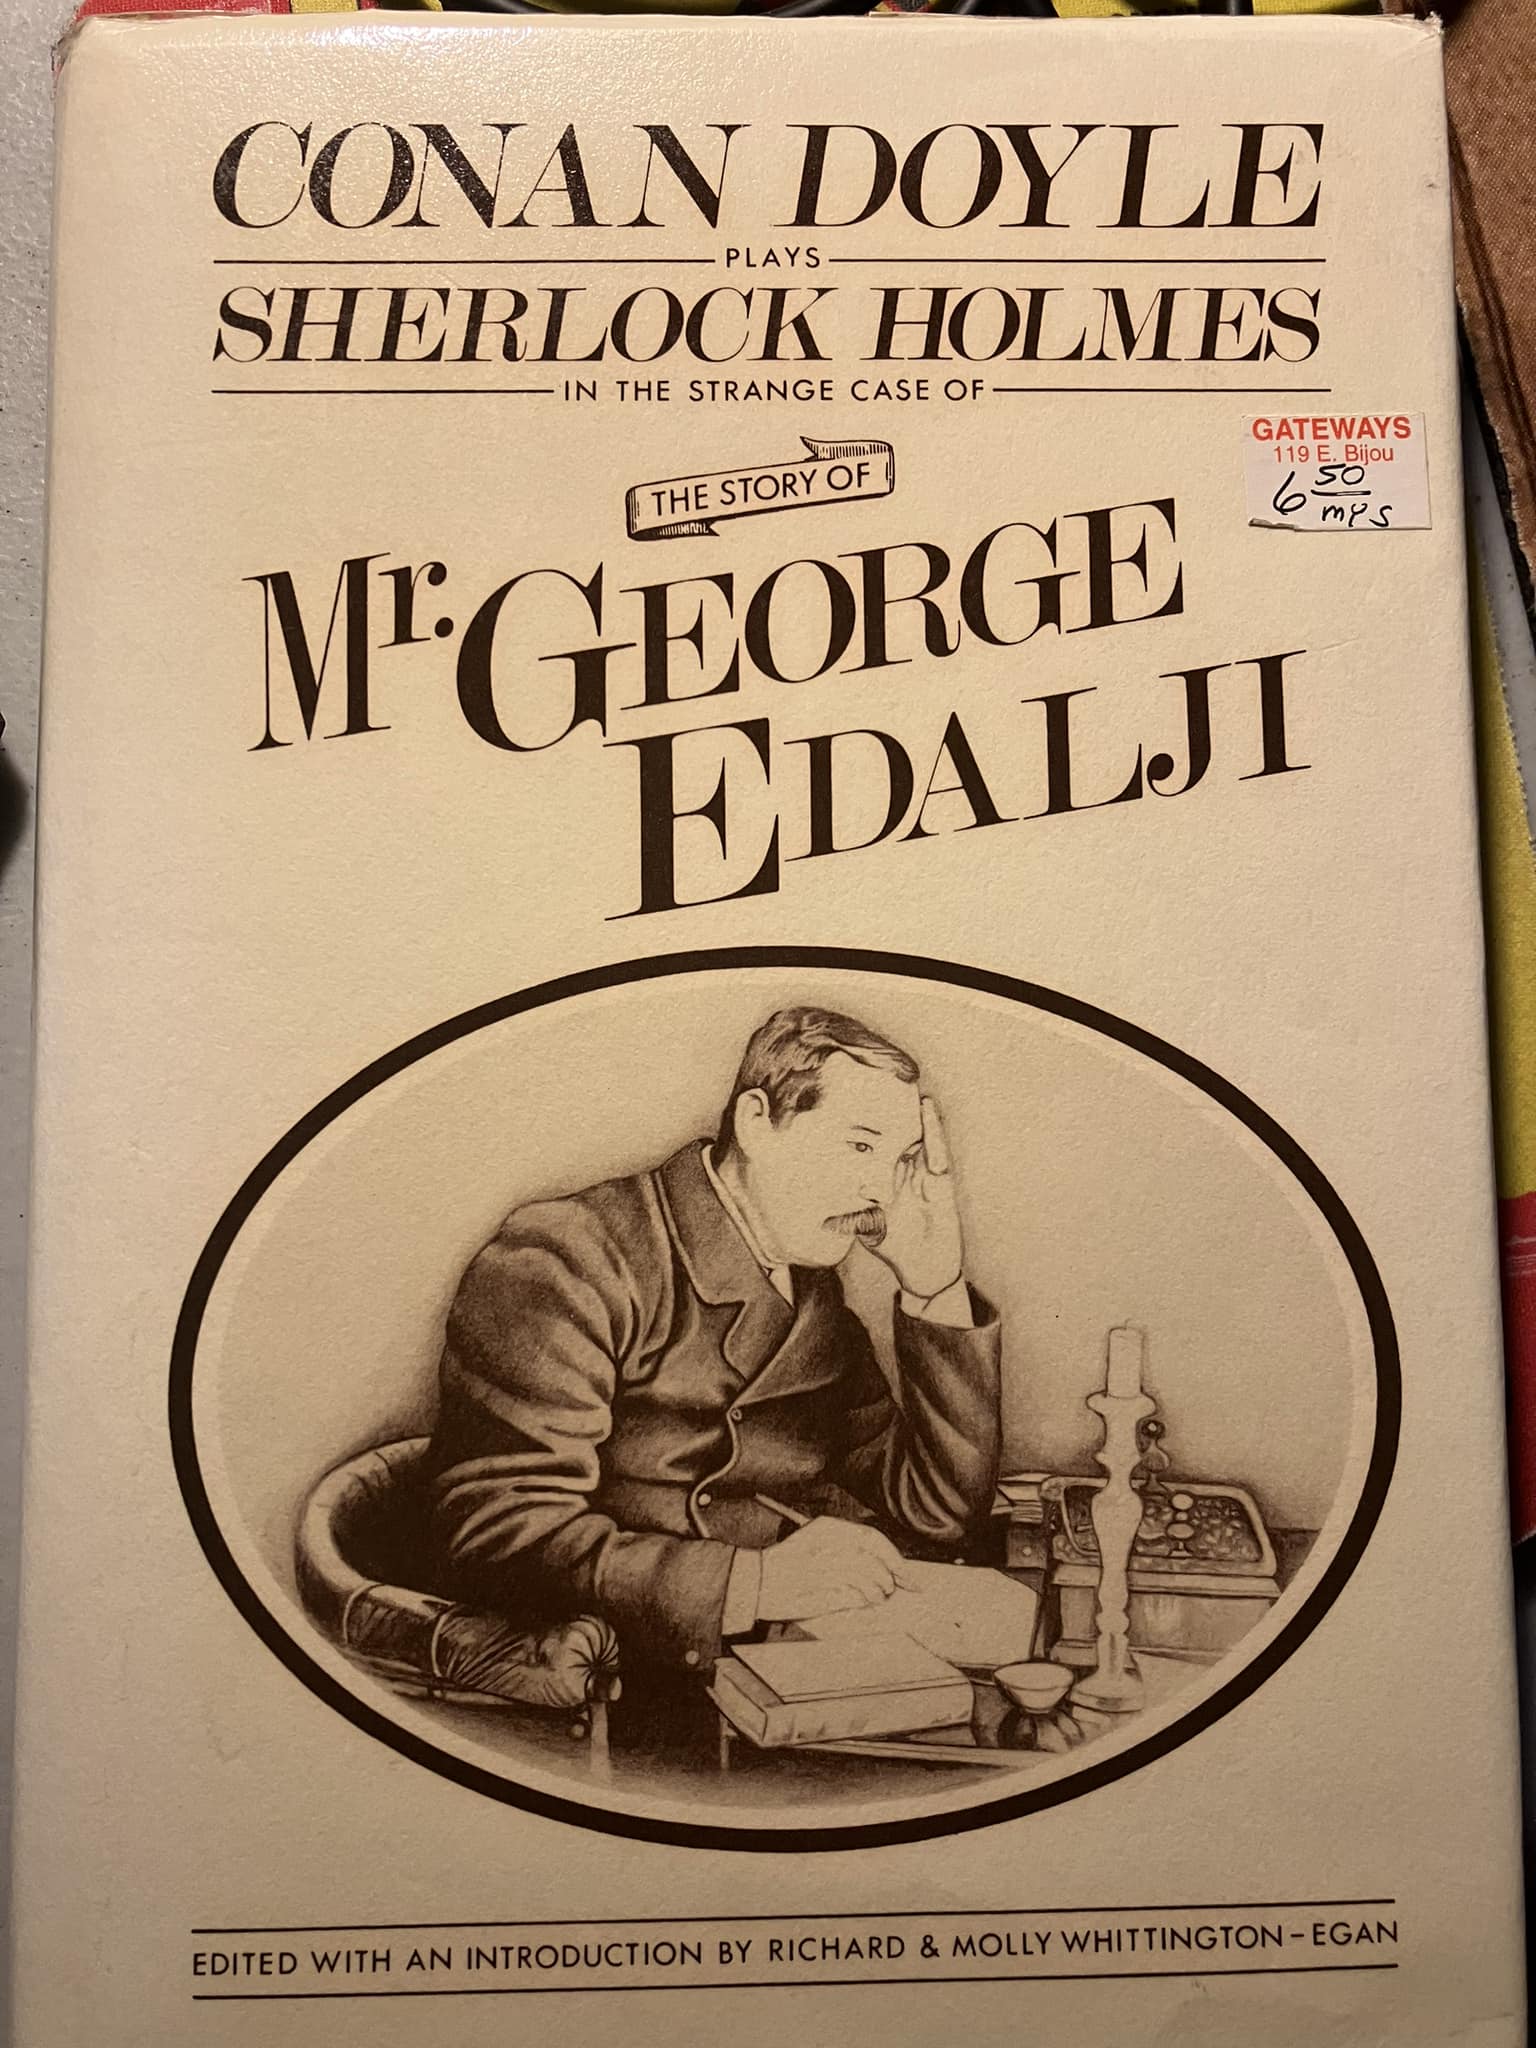 CONAN DOYLE
PLAYS
SHERLOCK HOLMES
IN THE STRANGE CASE OF
THE STORY OF
Mr. GEORGE
EDALJI
GATEWAYS
119 E. Bijou
6 50
mys
EDITED WITH AN INTRODUCTION BY RICHARD & MOLLY WHITTINGTON-EGAN